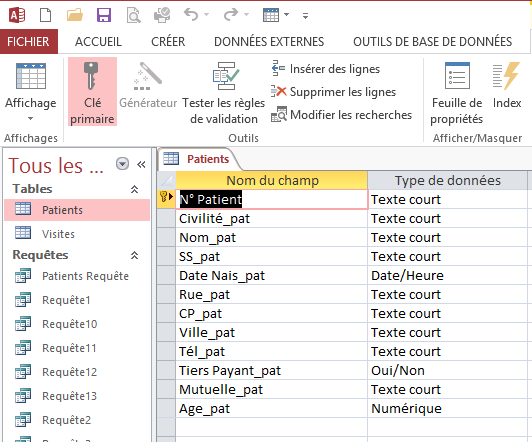 Patients
FICHIER ACCUEIL CRÉER DONNÉES EXTERNES OUTILS DE BASE DE DONNÉES
Affichage
Clé primaire
Générateur
Tester les règles de validation
Insérer des lignes
Supprimer les lignes
Modifier les recherches
Feuille de propriétés
Index
Affichages Outils Afficher/Masquer
Tous les ...
Tables
Patients
Visites
Requêtes
Patients Requête
Requête1
Requête10
Requête11
Requête12
Requête13
Requête2
Patients
Nom du champ Type de données
N° Patient Texte court
Civilité_pat Texte court
Nom_pat Texte court
SS_pat Texte court
Date Nais_pat Date/Heure
Rue_pat Texte court
CP_pat Texte court
Ville_pat Texte court
Tél_pat Texte court
Tiers Payant_pat Oui/Non
Mutuelle_pat Texte court
Age_pat Numérique